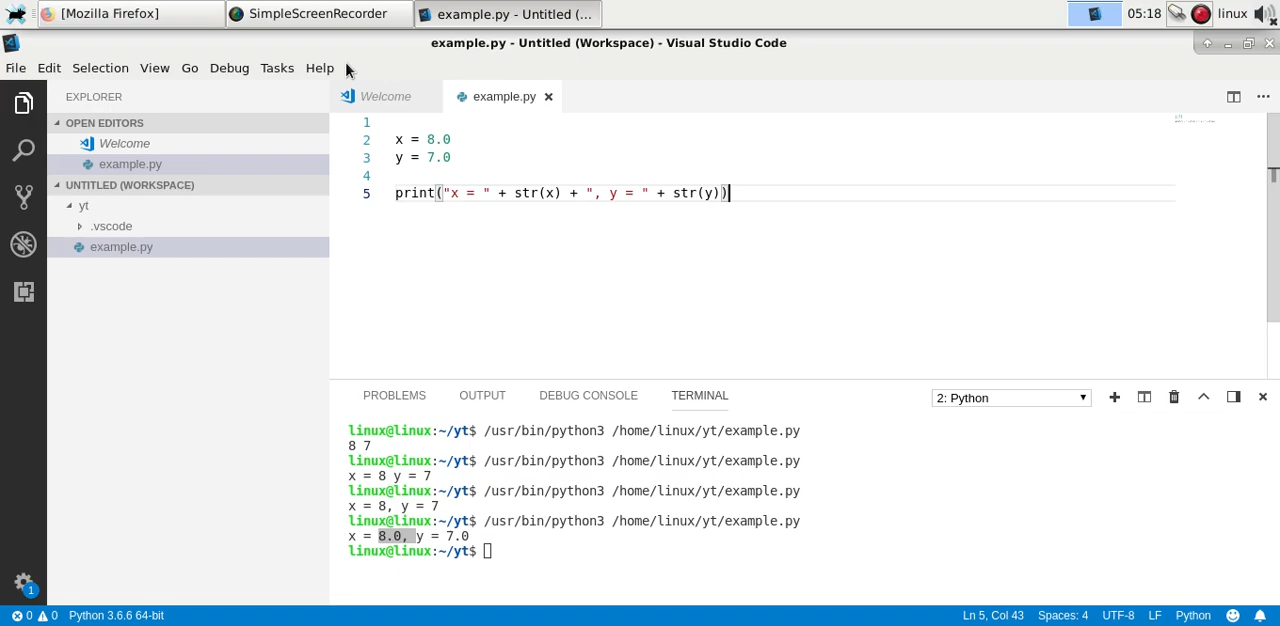 [Mozilla Firefox] SimpleScreenRecorder example.py - Untitled (... 05:18 linux
example.py - Untitled (Workspace) - Visual Studio Code
File Edit Selection View Go Debug Tasks Help
EXPLORER
OPEN EDITORS
Welcome
example.py
UNTITLED (WORKSPACE)
yt
.vscode
example.py
1
Python 3.6.6 64-bit
Welcome example.py
1
2 x = 8.0
3 y = 7.0
4
5 print("x = " + str(x) + ", y = " + str(y))
PROBLEMS OUTPUT DEBUG CONSOLE TERMINAL 2: Python
linux@linux:~/yt$ /usr/bin/python3 /home/linux/yt/example.py
8 7
linux@linux:~/yt$ /usr/bin/python3 /home/linux/yt/example.py
x = 8 y = 7
linux@linux:~/yt$ /usr/bin/python3 /home/linux/yt/example.py
x = 8, y = 7
linux@linux:~/yt$ /usr/bin/python3 /home/linux/yt/example.py
x = 8.0, y = 7.0
linux@linux:~/yt$
0 0
Ln 5, Col 43 Spaces: 4 UTF-8 LF Python